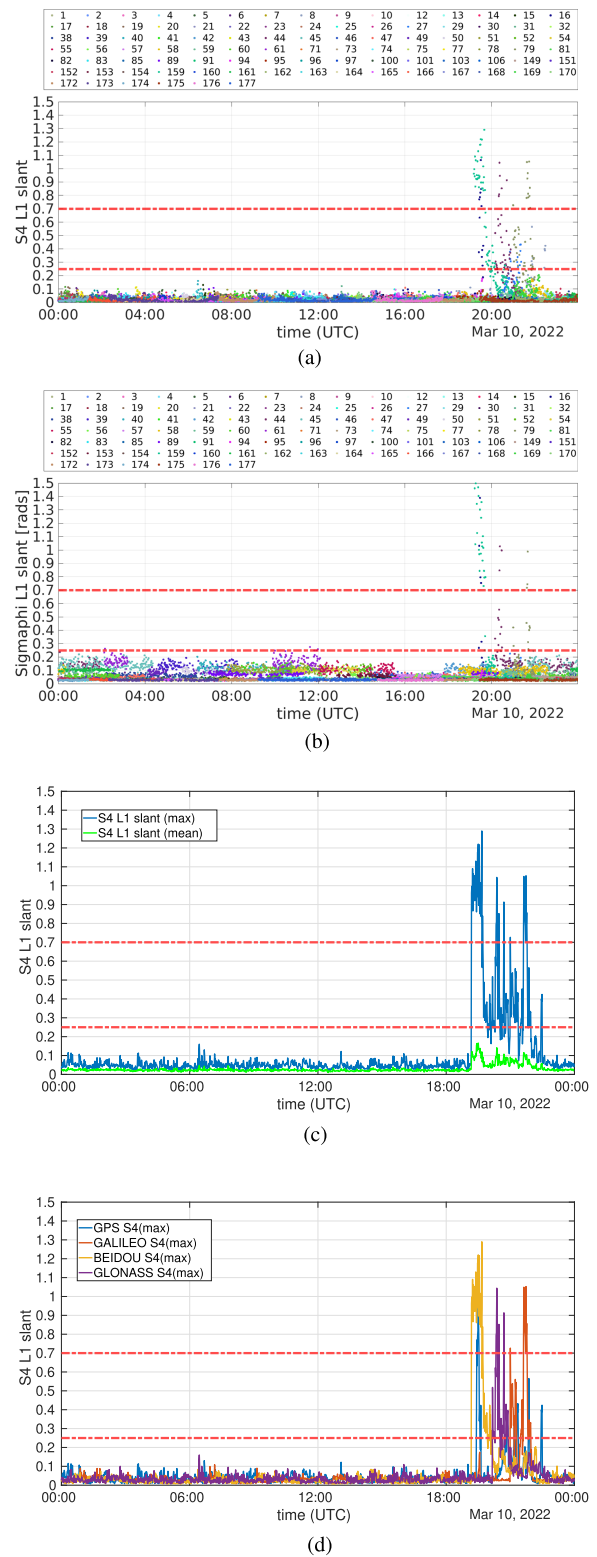 1 2 3 4 5 6 7 8 9 10 12 13 14 15 16
17 18 19 20 21 22 23 24 25 26 27 29 30 31 32
38 39 40 41 42 43 44 45 46 47 49 50 51 52 54
55 56 57 58 59 60 61 71 73 74 75 77 78 79 81
82 83 85 89 91 94 95 96 97 100 101 103 106 149 151
152 153 154 159 160 161 162 163 164 165 166 167 168 169 170
172 173 174 175 176 177
S4 L1 slant
1.5
1.4
1.3
1.2
1.1
1
0.9
0.8
0.7
0.6
0.5
0.4
0.3
0.2
0.1
0
00:00 04:00 08:00 12:00 16:00 20:00
time (UTC)
Mar 10, 2022
(a)
1 2 3 4 5 6 7 8 9 10 12 13 14 15 16
17 18 19 20 21 22 23 24 25 26 27 29 30 31 32
38 39 40 41 42 43 44 45 46 47 49 50 51 52 54
55 56 57 58 59 60 61 71 73 74 75 77 78 79 81
82 83 85 89 91 94 95 96 97 100 101 103 106 149 151
152 153 154 159 160 161 162 163 164 165 166 167 168 169 170
172 173 174 175 176 177
Sigmaphi L1 slant [rads]
1.5
1.4
1.3
1.2
1.1
1
0.9
0.8
0.7
0.6
0.5
0.4
0.3
0.2
0.1
0
00:00 04:00 08:00 12:00 16:00 20:00
time (UTC)
Mar 10, 2022
(b)
S4 L1 slant
1.5
1.4
1.3
1.2
1.1
1
0.9
0.8
0.7
0.6
0.5
0.4
0.3
0.2
0.1
0
S4 L1 slant (max)
S4 L1 slant (mean)
00:00 06:00 12:00 18:00 00:00
time (UTC)
Mar 10, 2022
(c)
S4 L1 slant
1.5
1.4
1.3
1.2
1.1
1
0.9
0.8
0.7
0.6
0.5
0.4
0.3
0.2
0.1
0
GPS S4(max)
GALILEO S4(max)
BEIDOU S4(max)
GLONASS S4(max)
00:00 06:00 12:00 18:00 00:00
time (UTC)
Mar 10, 2022
(d)